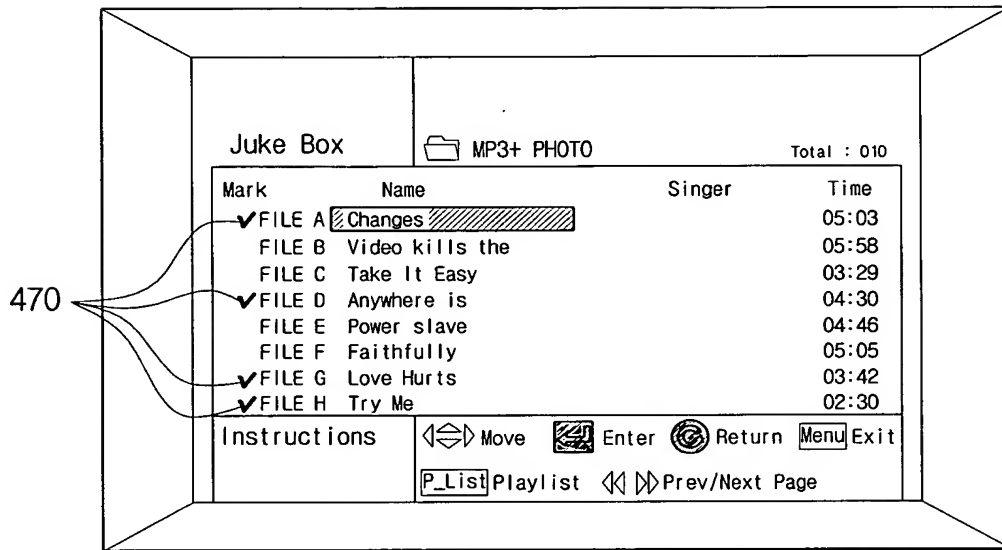 Juke Box MP3+ PHOTO Total : 010
Mark Name Singer Time
✔FILE A Changes 05:03
FILE B Video kills the 05:58
FILE C Take It Easy 03:29
470 ✔FILE D Anywhere is 04:30
FILE E Power slave 04:46
FILE F Faithfully 05:05
✔FILE G Love Hurts 03:42
✔FILE H Try Me 02:30
Instructions Move Enter Return Menu Exit
P_List Playlist Prev/Next Page